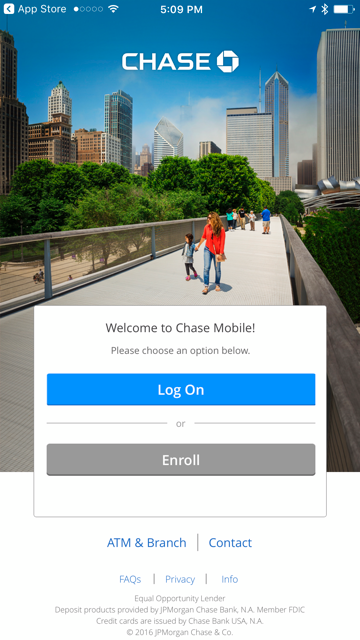 App Store 5:09 PM
CHASE
Welcome to Chase Mobile!
Please choose an option below.
Log On
or
Enroll
ATM & Branch | Contact
FAQs | Privacy | Info
Equal Opportunity Lender
Deposit products provided by JPMorgan Chase Bank, N.A. Member FDIC
Credit cards are issued by Chase Bank USA, N.A.
© 2016 JPMorgan Chase & Co.